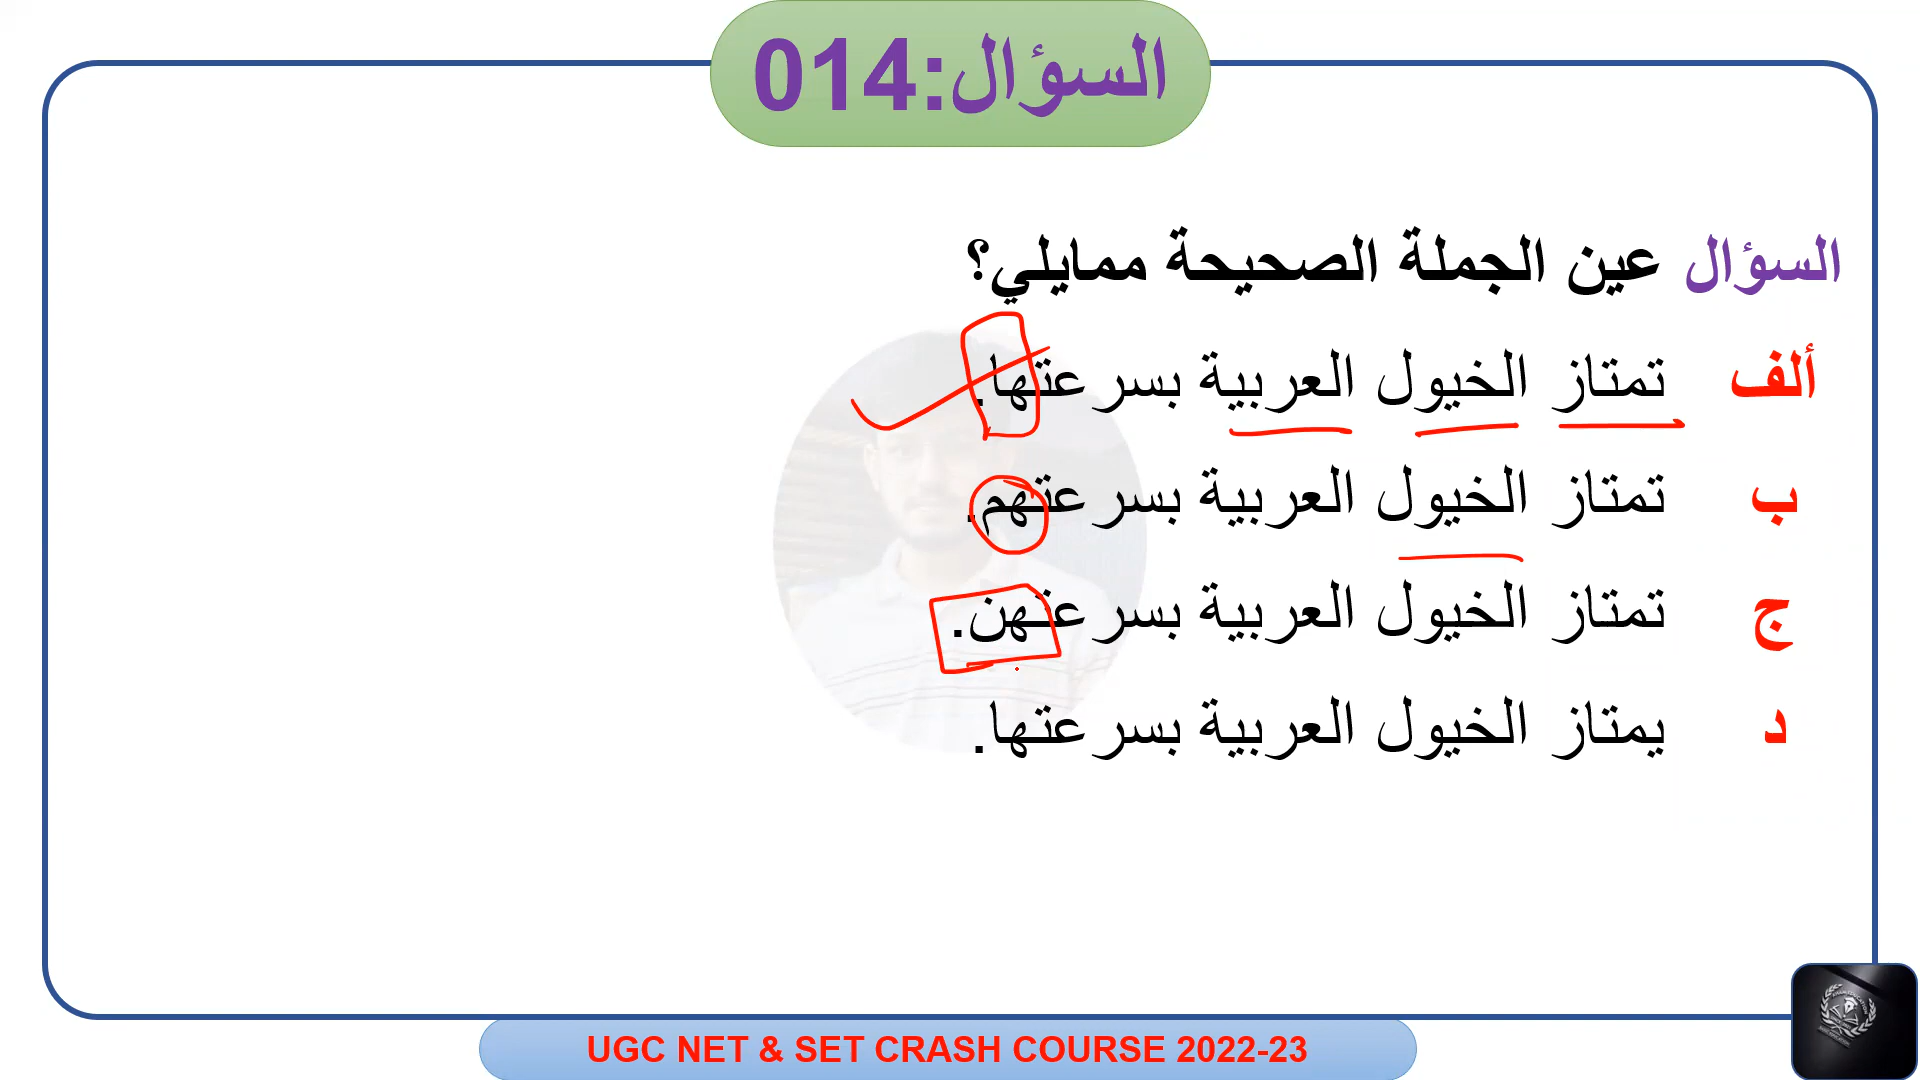 السؤال:014
السؤال عين الجملة الصحيحة ممايلي؟
ألف تمتاز الخيول العربية بسرعتها.
ب تمتاز الخيول العربية بسرعتهم.
ج تمتاز الخيول العربية بسرعتهن.
د يمتاز الخيول العربية بسرعتها.
UGC NET & SET CRASH COURSE 2022-23